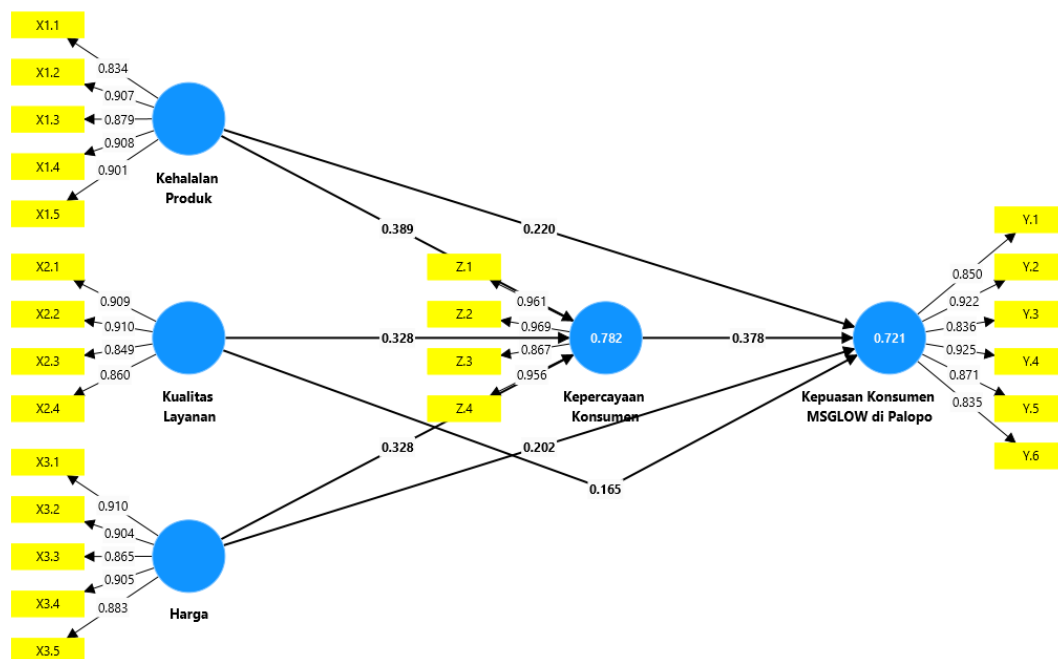 X1.1
0.834
X1.2
0.907
X1.3
0.879
X1.4
0.908
0.901
X1.5
Kehalalan
Produk
0.389
0.220
X2.1
0.909
X2.2
0.910
X2.3
0.849
0.860
X2.4
Kualitas
Layanan
0.328
0.165
X3.1
0.910
X3.2
0.904
X3.3
0.865
X3.4
0.905
0.883
X3.5
Harga
0.328
0.202
Z.1
0.961
Z.2
0.969
Z.3
0.867
0.956
Z.4
0.782
Kepercayaan
Konsumen
0.378
0.721
Kepuasan Konsumen
MSGLOW di Palopo
Y.1
0.850
Y.2
0.922
Y.3
0.836
Y.4
0.925
0.871
Y.5
0.835
Y.6